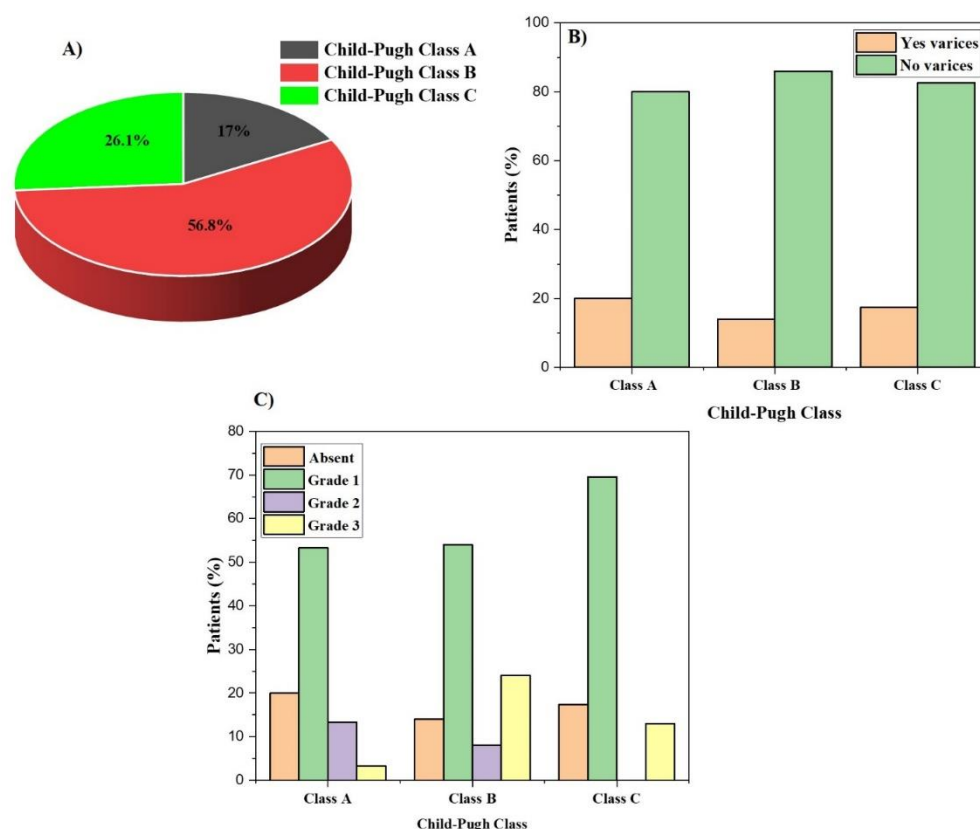 A)
Child-Pugh Class A
Child-Pugh Class B
Child-Pugh Class C
17%
26.1%
56.8%
B)
Yes varices
No varices
100
80
60
40
20
0
Patients (%)
Class A Class B Class C
Child-Pugh Class
C)
Absent
Grade 1
Grade 2
Grade 3
80
70
60
50
40
30
20
10
0
Patients (%)
Class A Class B Class C
Child-Pugh Class